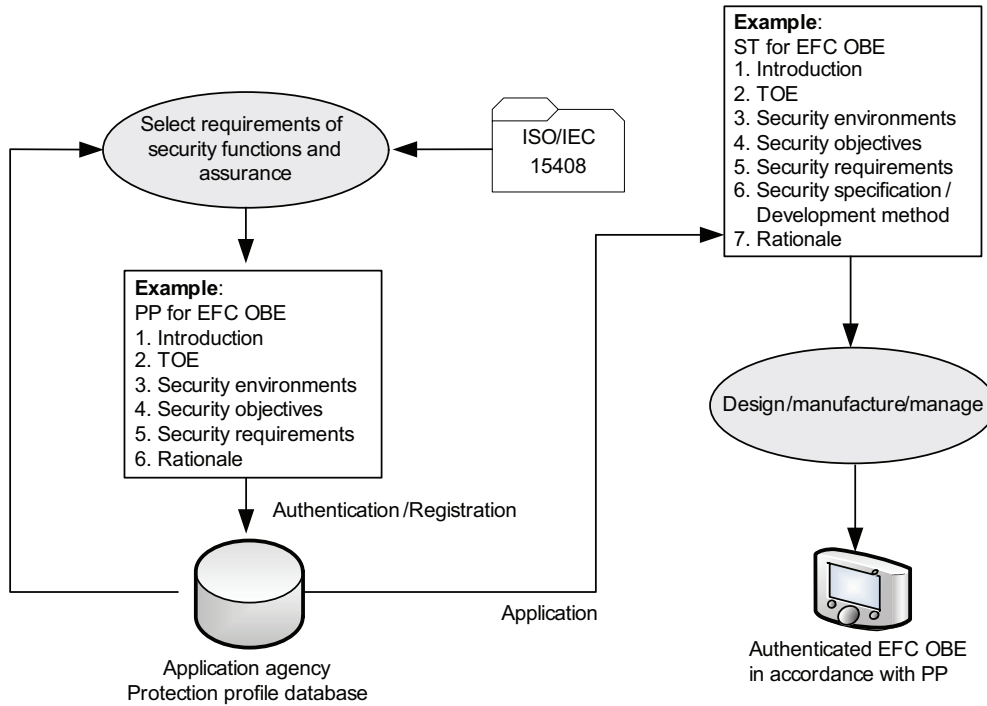 Select requirements of
security functions and
assurance
ISO/IEC
15408
Example:
PP for EFC OBE
1. Introduction
2. TOE
3. Security environments
4. Security objectives
5. Security requirements
6. Rationale
Authentication/Registration
Application agency
Protection profile database
Application
Example:
ST for EFC OBE
1. Introduction
2. TOE
3. Security environments
4. Security objectives
5. Security requirements
6. Security specification/
Development method
7. Rationale
Design/manufacture/manage
Authenticated EFC OBE
in accordance with PP